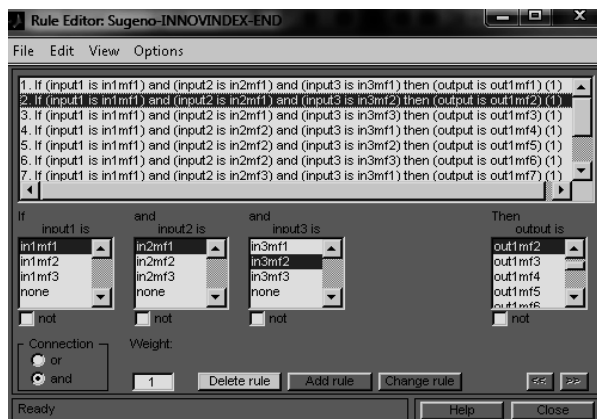 Rule Editor: Sugeno-INNOVINDEX-END
File Edit View Options
1. If (input1 is in1mf1) and (input2 is in2mf1) and (input3 is in3mf1) then (output is out1mf1) (1)
2. If (input1 is in1mf1) and (input2 is in2mf1) and (input3 is in3mf2) then (output is out1mf2) (1)
3. If (input1 is in1mf1) and (input2 is in2mf1) and (input3 is in3mf3) then (output is out1mf3) (1)
4. If (input1 is in1mf1) and (input2 is in2mf2) and (input3 is in3mf1) then (output is out1mf4) (1)
5. If (input1 is in1mf1) and (input2 is in2mf2) and (input3 is in3mf2) then (output is out1mf5) (1)
6. If (input1 is in1mf1) and (input2 is in2mf2) and (input3 is in3mf3) then (output is out1mf6) (1)
7. If (input1 is in1mf1) and (input2 is in2mf3) and (input3 is in3mf1) then (output is out1mf7) (1)
If and and Then
input1 is input2 is input3 is output is
in1mf1 in2mf1 in3mf1 out1mf2
in1mf2 in2mf2 in3mf2 out1mf3
in1mf3 in2mf3 in3mf3 out1mf4
none none none out1mf5
out1mf6
not not not not
Connection Weight:
or
and 1 Delete rule Add rule Change rule << >>
Ready Help Close